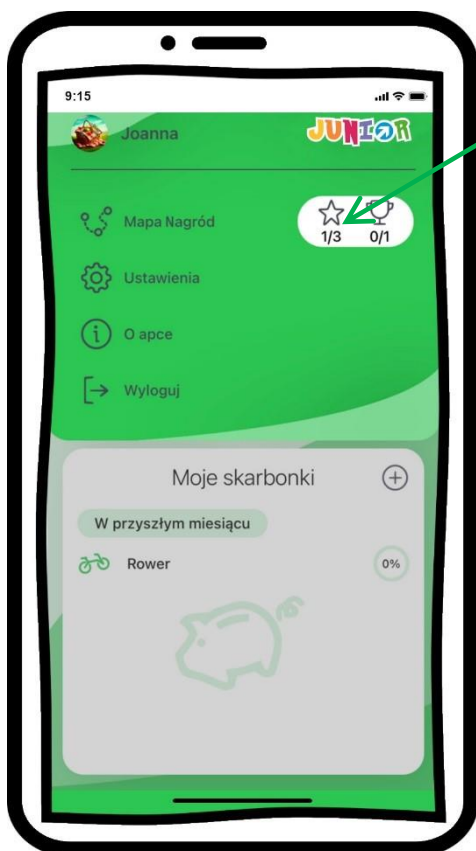 9:15
Joanna
JUNIOR
Mapa Nagród
1/3 0/1
Ustawienia
O apce
Wyloguj
Moje skarbonki
W przyszłym miesiącu
Rower
0%